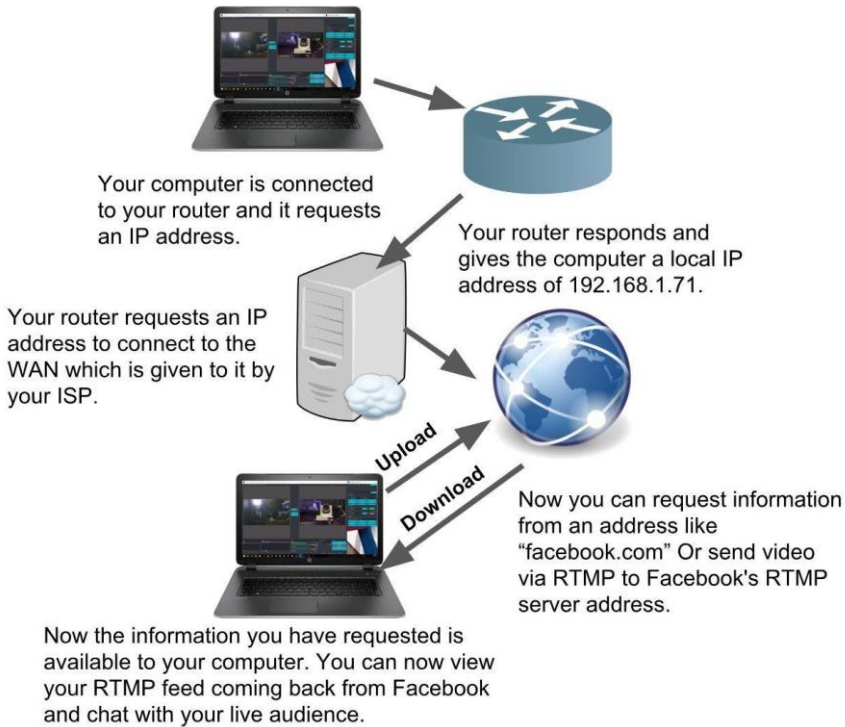 Your computer is connected
to your router and it requests
an IP address.
Your router responds and
gives the computer a local IP
address of 192.168.1.71.
Your router requests an IP
address to connect to the
WAN which is given to it by
your ISP.
Upload
Download
Now you can request information
from an address like
“facebook.com” Or send video
via RTMP to Facebook's RTMP
server address.
Now the information you have requested is
available to your computer. You can now view
your RTMP feed coming back from Facebook
and chat with your live audience.